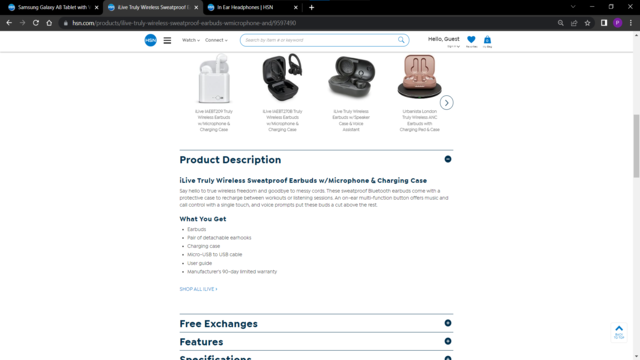 Samsung Galaxy A8 Tablet with V
iLive Truly Wireless Sweatproof E
In Ear Headphones | HSN
hsn.com/products/ilive-truly-wireless-sweatproof-earbuds-wmicrophone-and/9597490
HSN
Watch
Connect
Search by item # or keyword
Hello, Guest
iLive IAEBT209 Truly
Wireless Earbuds
w/Microphone &
Charging Case
iLive IAEBT270B Truly
Wireless Earbuds
w/Microphone &
Charging Case
iLive Truly Wireless
Earbuds w/Speaker
Case & Voice
Assistant
Urbanista London
Truly Wireless ANC
Earbuds with
Charging Pad & Case
Product Description
iLive Truly Wireless Sweatproof Earbuds w/Microphone & Charging Case
Say hello to true wireless freedom and goodbye to messy cords. These sweatproof Bluetooth earbuds come with a
protective case to recharge between workouts or listening sessions. An on-ear multi-function button offers music and
call control with a single touch, and voice prompts put these buds a cut above the rest.
What You Get
• Earbuds
• Pair of detachable earhooks
• Charging case
• Micro-USB to USB cable
• User guide
• Manufacturer's 90-day limited warranty
SHOP ALL ILIVE >
Free Exchanges
Features
Specifications
BACK
TO TOP